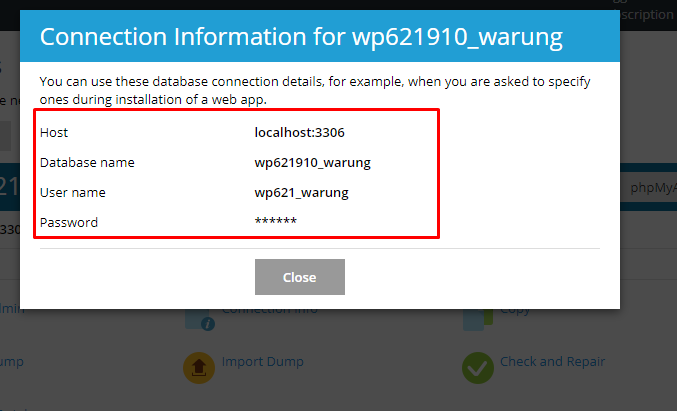 scription
Connection Information for wp621910_warung
You can use these database connection details, for example, when you are asked to specify
ones during installation of a web app.
Host localhost:3306
Database name wp621910_warung
User name wp621_warung
Password ******
Close
phpMyA
330
Connection Info
Copy
ump
Import Dump
Check and Repair